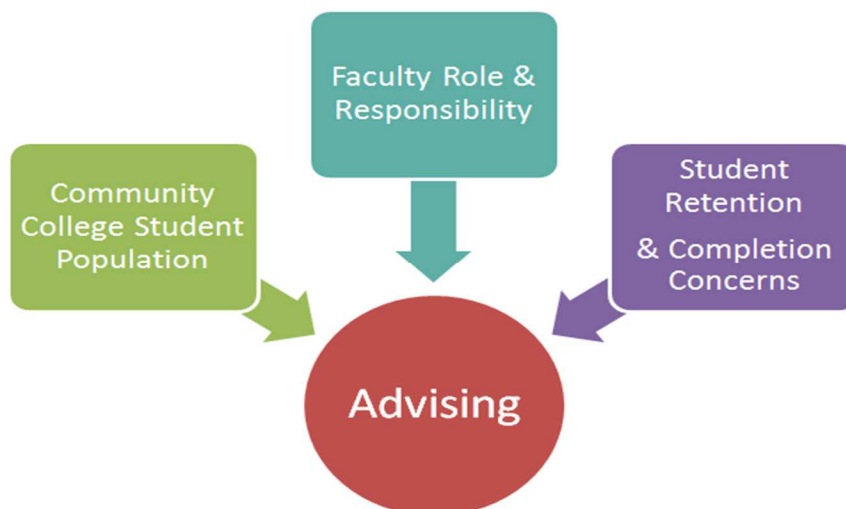 Faculty Role &
Responsibility
Community
College Student
Population
Student
Retention
& Completion
Concerns
Advising